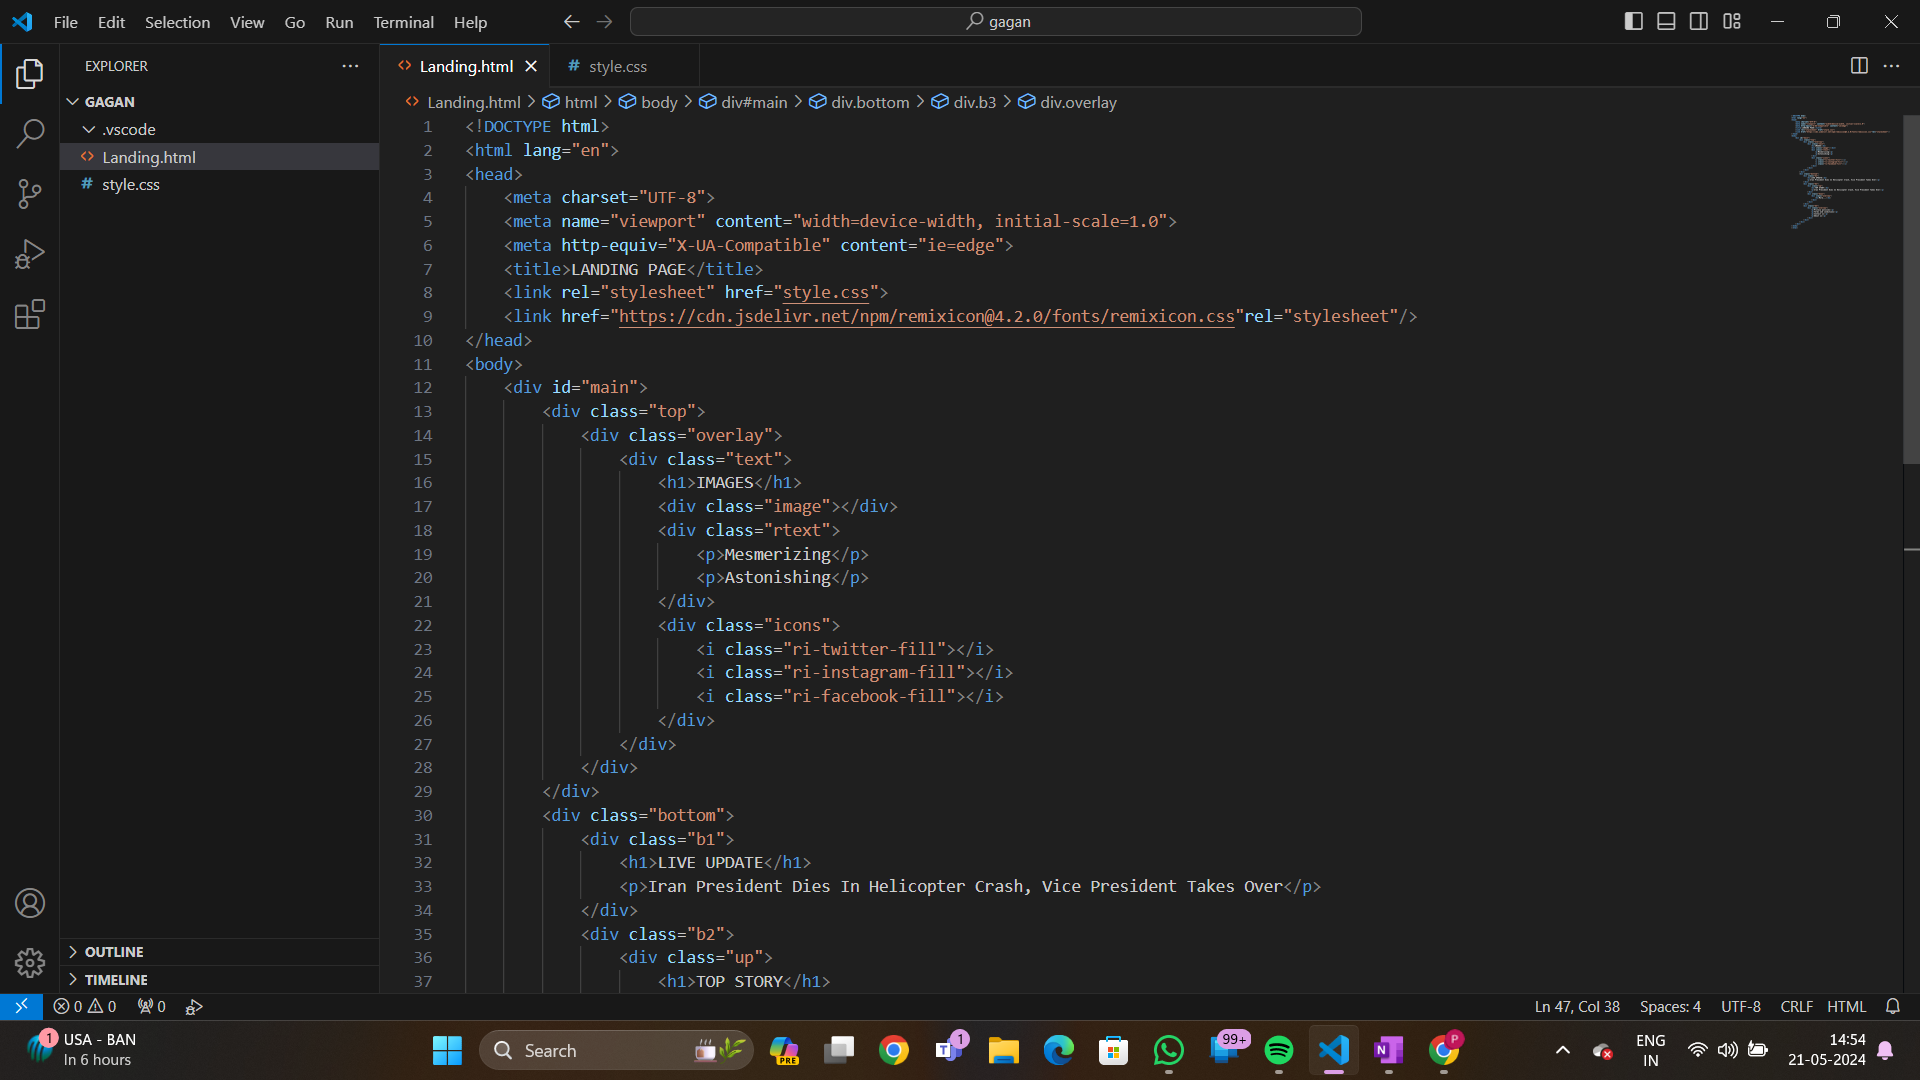 File Edit Selection View Go Run Terminal Help
gagan
EXPLORER
GAGAN
.vscode
Landing.html
style.css
OUTLINE
TIMELINE
Landing.html
style.css
Landing.html > html > body > div#main > div.bottom > div.b3 > div.overlay
1 <!DOCTYPE html>
2 <html lang="en">
3 <head>
4 <meta charset="UTF-8">
5 <meta name="viewport" content="width=device-width, initial-scale=1.0">
6 <meta http-equiv="X-UA-Compatible" content="ie=edge">
7 <title>LANDING PAGE</title>
8 <link rel="stylesheet" href="style.css">
9 <link href="https://cdn.jsdelivr.net/npm/remixicon@4.2.0/fonts/remixicon.css"rel="stylesheet"/>
10 </head>
11 <body>
12 <div id="main">
13 <div class="top">
14 <div class="overlay">
15 <div class="text">
16 <h1>IMAGES</h1>
17 <div class="image"></div>
18 <div class="rtext">
19 <p>Mesmerizing</p>
20 <p>Astonishing</p>
21 </div>
22 <div class="icons">
23 <i class="ri-twitter-fill"></i>
24 <i class="ri-instagram-fill"></i>
25 <i class="ri-facebook-fill"></i>
26 </div>
27 </div>
28 </div>
29 </div>
30 <div class="bottom">
31 <div class="b1">
32 <h1>LIVE UPDATE</h1>
33 <p>Iran President Dies In Helicopter Crash, Vice President Takes Over</p>
34 </div>
35 <div class="b2">
36 <div class="up">
37 <h1>TOP STORY</h1>
0 0 0
Ln 47, Col 38 Spaces: 4 UTF-8 CRLF HTML
1
USA - BAN
In 6 hours
Search
PRE
1
99+
P
ENG
IN
14:54
21-05-2024